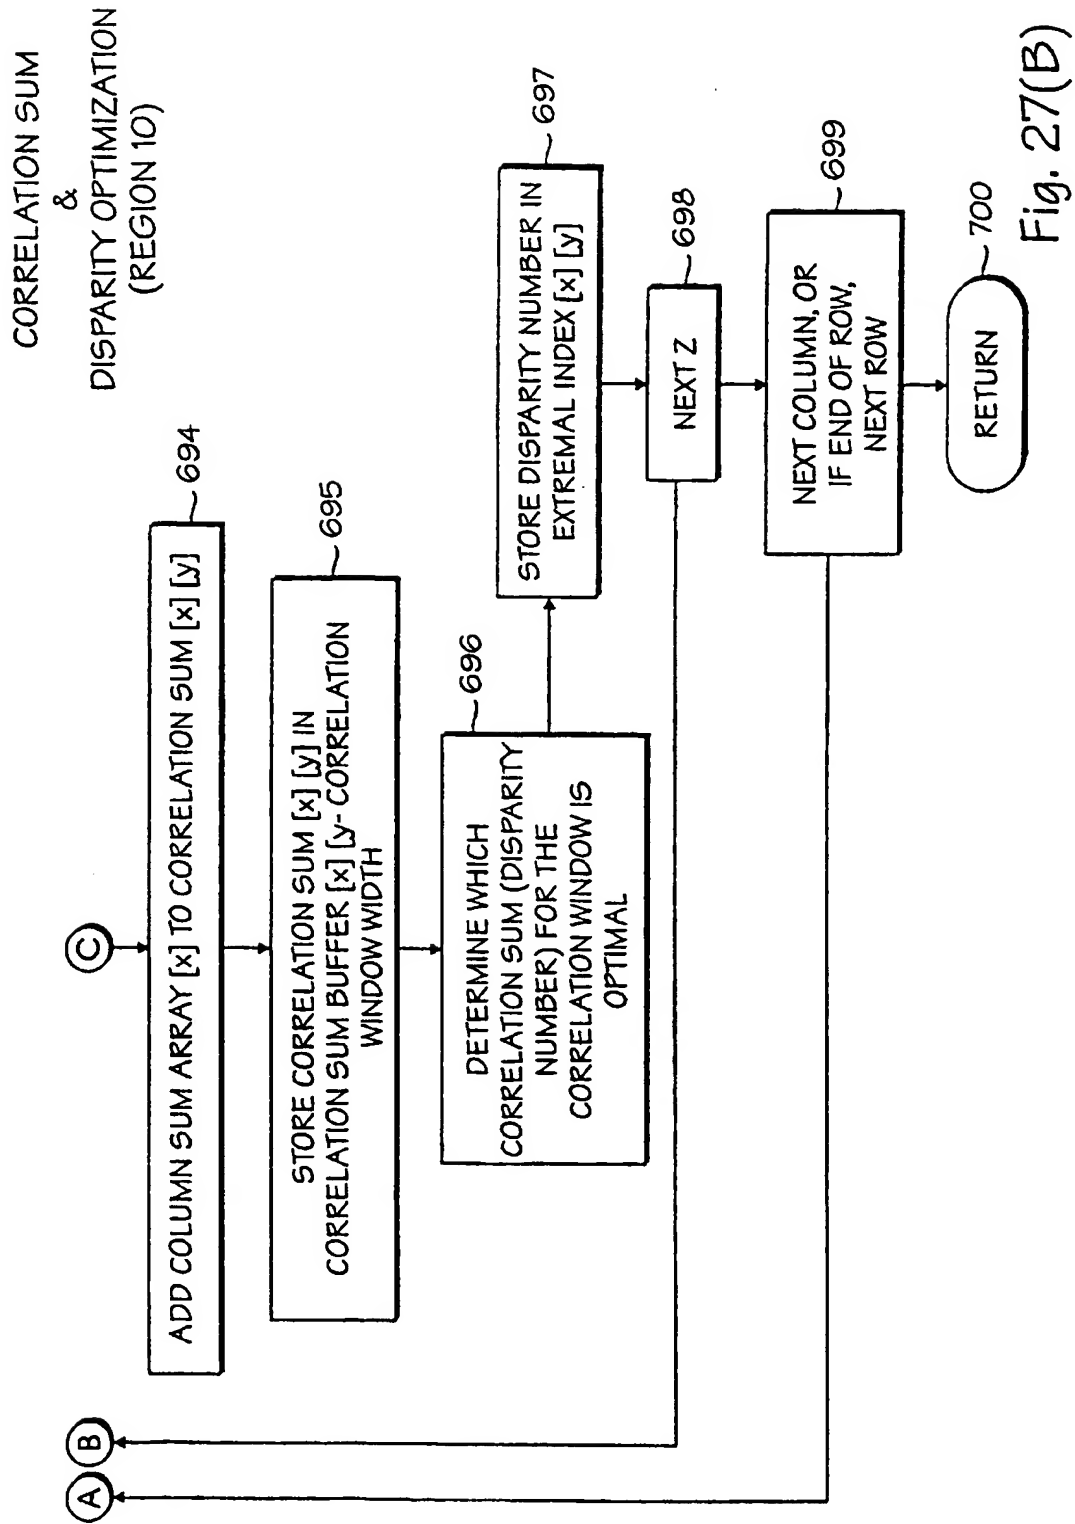 CORRELATION SUM
&
DISPARITY OPTIMIZATION
(REGION 10)
A
B
C
ADD COLUMN SUM ARRAY [x] TO CORRELATION SUM [x] [y]
694
STORE CORRELATION SUM [x] [y] IN
CORRELATION SUM BUFFER [x] [y- CORRELATION
WINDOW WIDTH
695
DETERMINE WHICH
CORRELATION SUM (DISPARITY
NUMBER) FOR THE
CORRELATION WINDOW IS
OPTIMAL
696
STORE DISPARITY NUMBER IN
EXTREMAL INDEX [x] [y]
697
NEXT Z
698
NEXT COLUMN, OR
IF END OF ROW,
NEXT ROW
699
RETURN
700
Fig. 27(B)